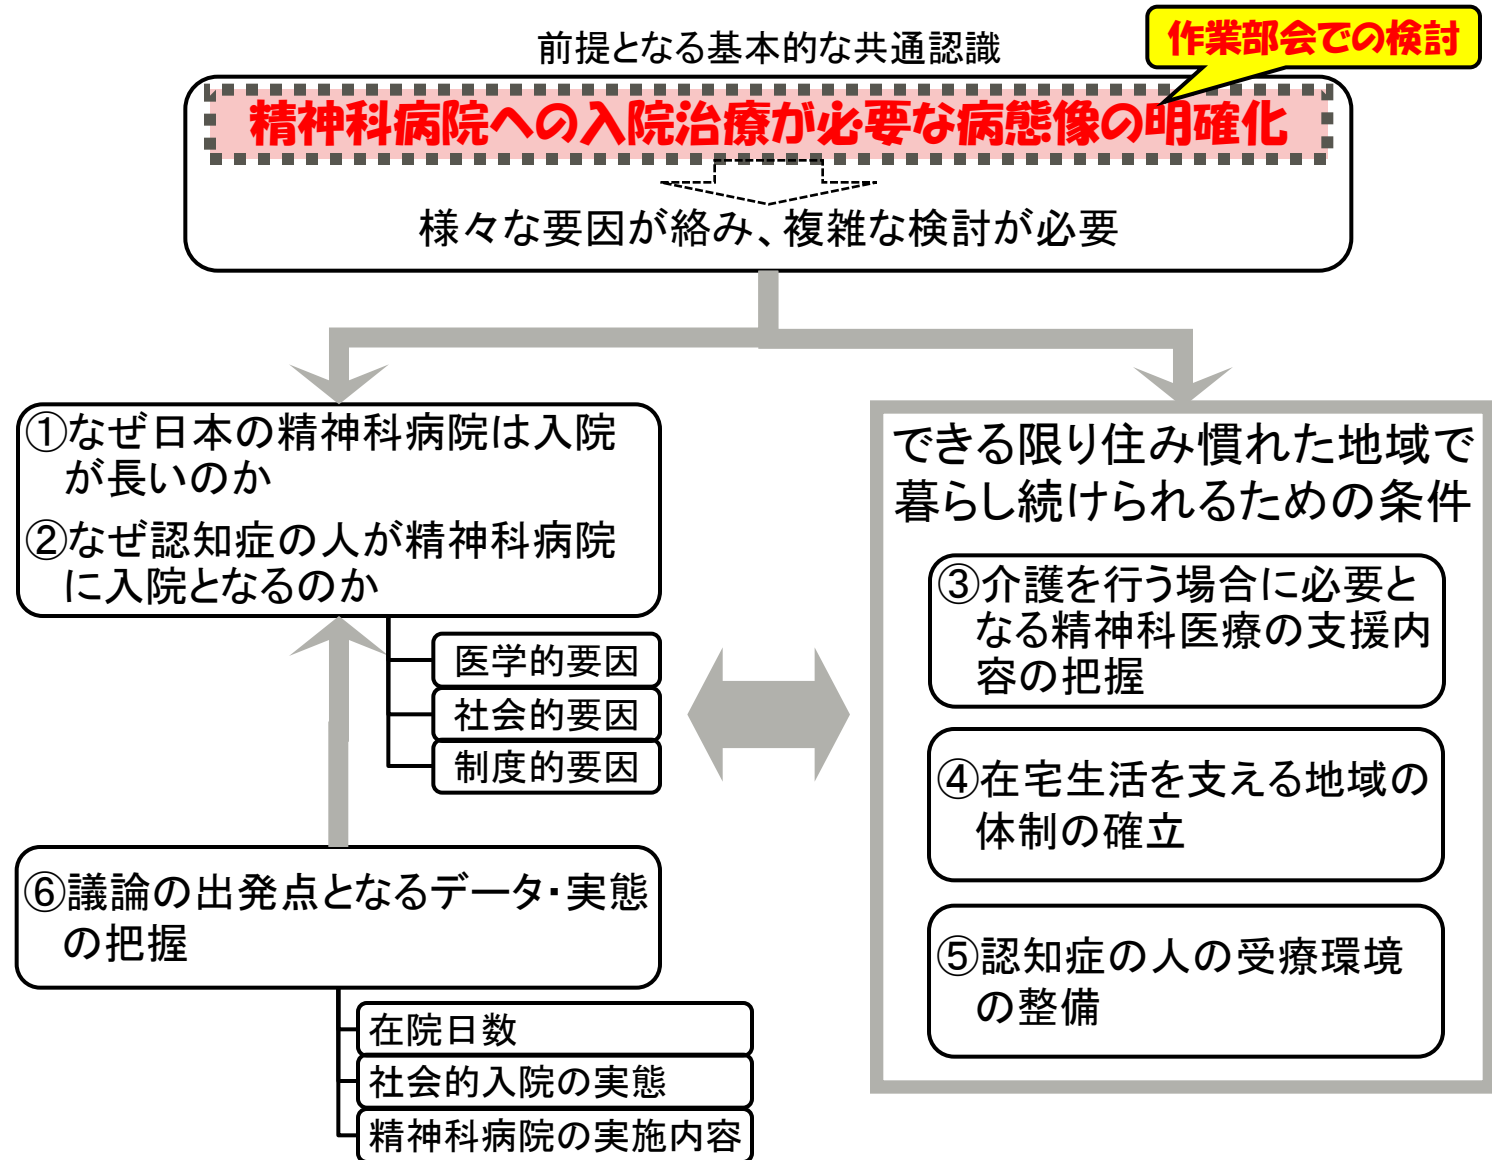 前提となる基本的な共通認識
作業部会での検討
精神科病院への入院治療が必要な病態像の明確化
様々な要因が絡み、複雑な検討が必要
①なぜ日本の精神科病院は入院
が長いのか
②なぜ認知症の人が精神科病院
に入院となるのか
医学的要因
社会的要因
制度的要因
⑥議論の出発点となるデータ・実態
の把握
在院日数
社会的入院の実態
精神科病院の実施内容
できる限り住み慣れた地域で
暮らし続けられるための条件
③介護を行う場合に必要と
なる精神科医療の支援内
容の把握
④在宅生活を支える地域の
体制の確立
⑤認知症の人の受療環境
の整備